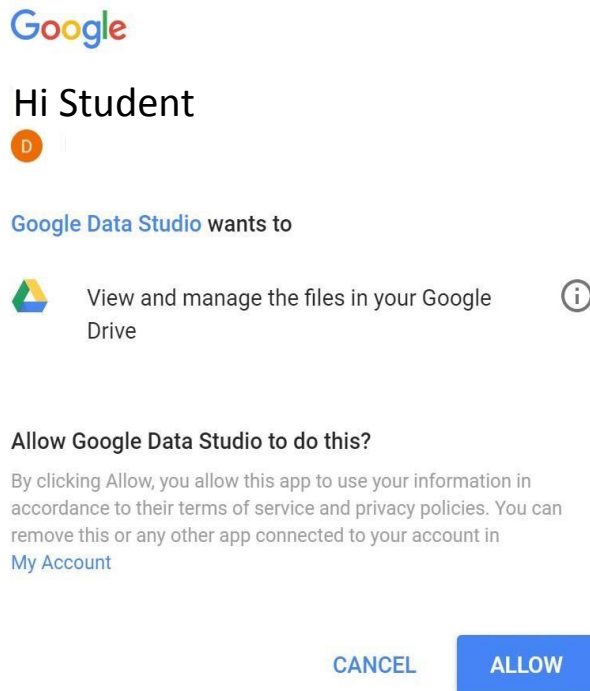 Google
Hi Student
D
Google Data Studio wants to
View and manage the files in your Google
Drive
Allow Google Data Studio to do this?
By clicking Allow, you allow this app to use your information in
accordance to their terms of service and privacy policies. You can
remove this or any other app connected to your account in
My Account
CANCEL ALLOW